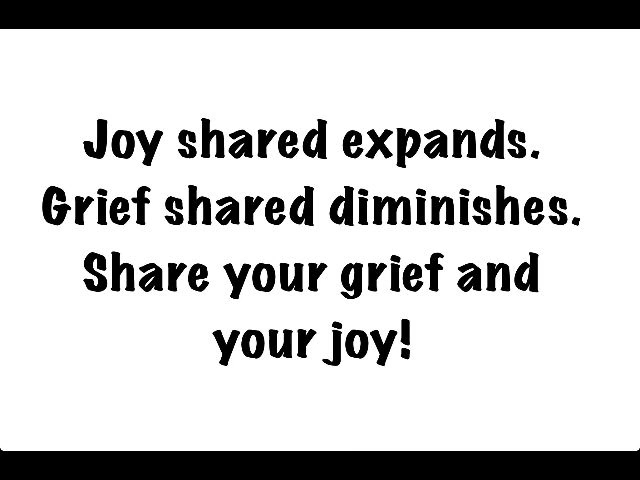 Joy shared expands.
Grief shared diminishes.
Share your grief and
your joy!